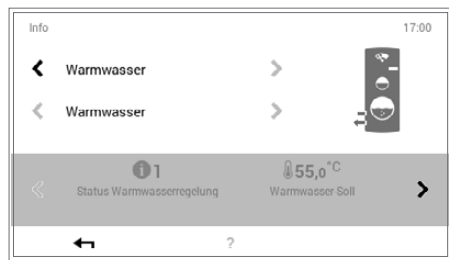 Info 17:00
Warmwasser
Warmwasser
1 55,0°C
Status Warmwasserregelung Warmwasser Soll
?